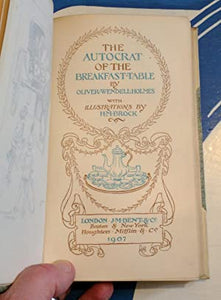 THE
AUTOCRAT
OF THE
BREAKFAST-TABLE
BY
OLIVER·WENDELL·HOLMES
WITH
ILLUSTRATIONS BY
H·M·BROCK
LONDON J·M·DENT & Co
Boston & New York
Houghton Mifflin & Co
1907